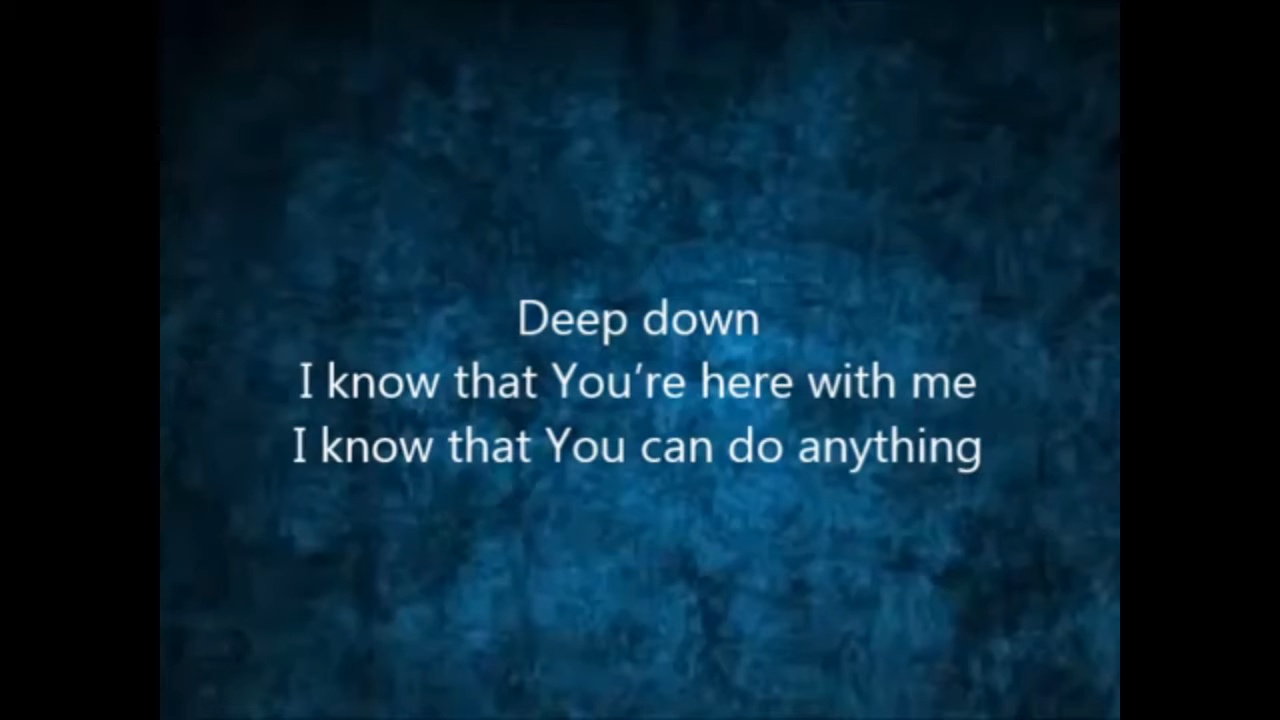 Deep down
I know that You’re here with me
I know that You can do anything